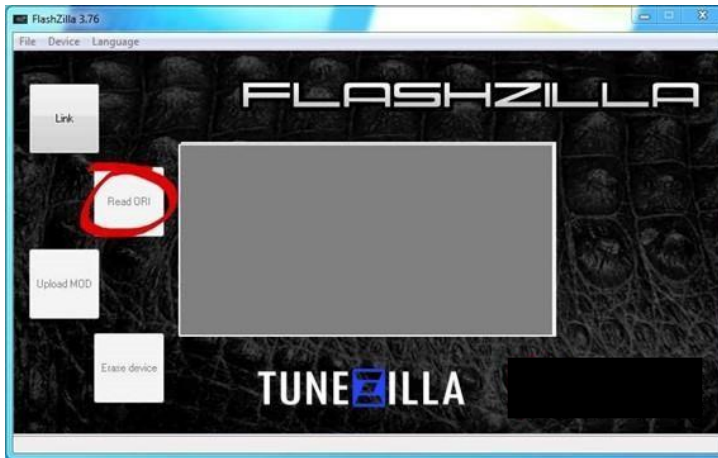 FlashZilla 3.76
File Device Language
FLASHZILLA
Link
Read ORI
Upload MOD
Erase device
TUNEZILLA